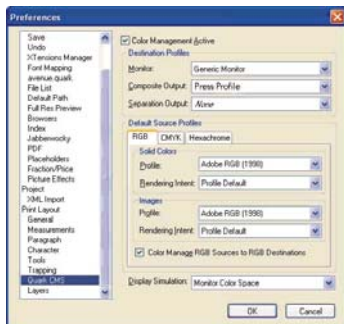 Preferences
Save
Undo
XTensions Manager
Font Mapping
avenue.quark
File List
Default Path
Full Res Preview
Browsers
Index
Jabberwocky
PDF
Placeholders
Fraction/Price
Picture Effects
Project
XML Import
Print Layout
General
Measurements
Paragraph
Character
Tools
Trapping
Quark CMS
Layers
Color Management Active
Destination Profiles
Monitor: Generic Monitor
Composite Output: Press Profile
Separation Output: None
Default Source Profiles
RGB CMYK Hexachrome
Solid Colors
Profile: Adobe RGB (1998)
Rendering Intent: Profile Default
Images
Profile: Adobe RGB (1998)
Rendering Intent: Profile Default
Color Manage RGB Sources to RGB Destinations
Display Simulation: Monitor Color Space
OK Cancel